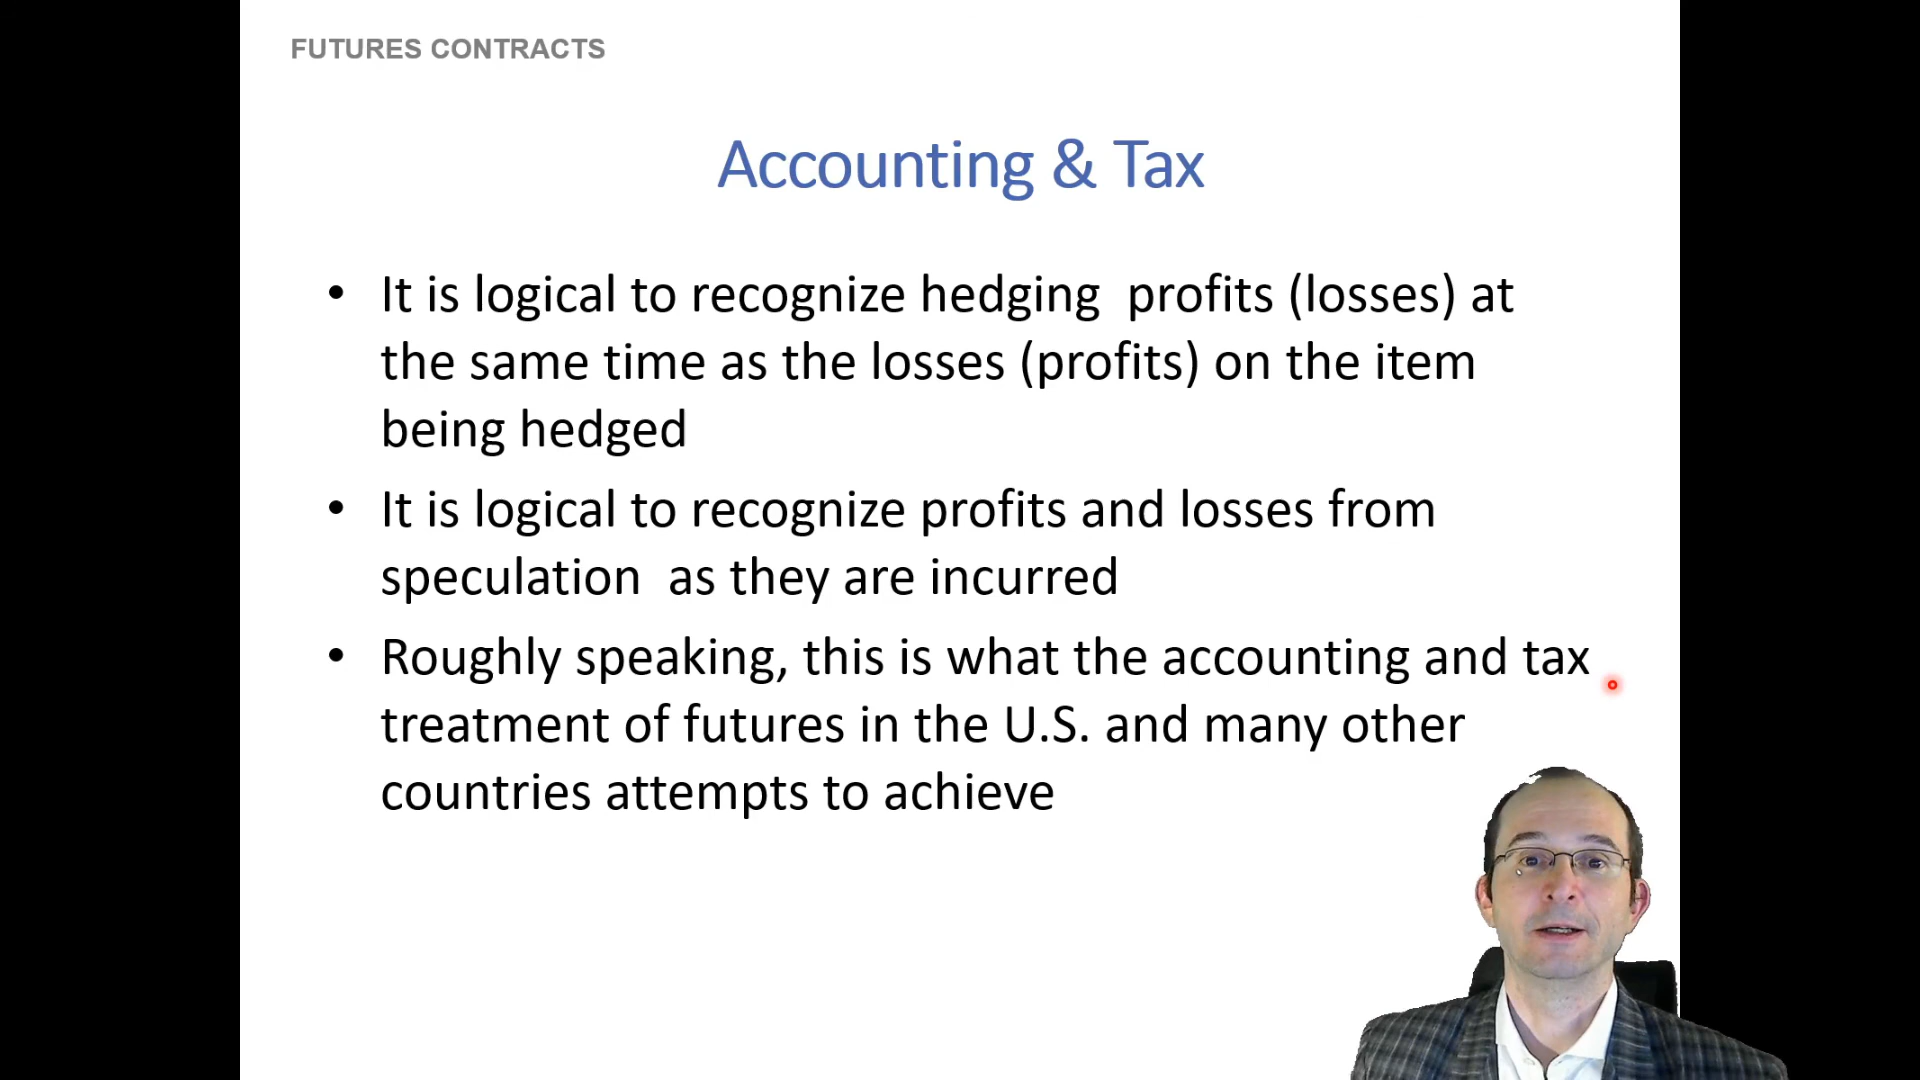 FUTURES CONTRACTS
Accounting & Tax
• It is logical to recognize hedging  profits (losses) at
the same time as the losses (profits) on the item
being hedged
• It is logical to recognize profits and losses from
speculation  as they are incurred
• Roughly speaking, this is what the accounting and tax
treatment of futures in the U.S. and many other
countries attempts to achieve